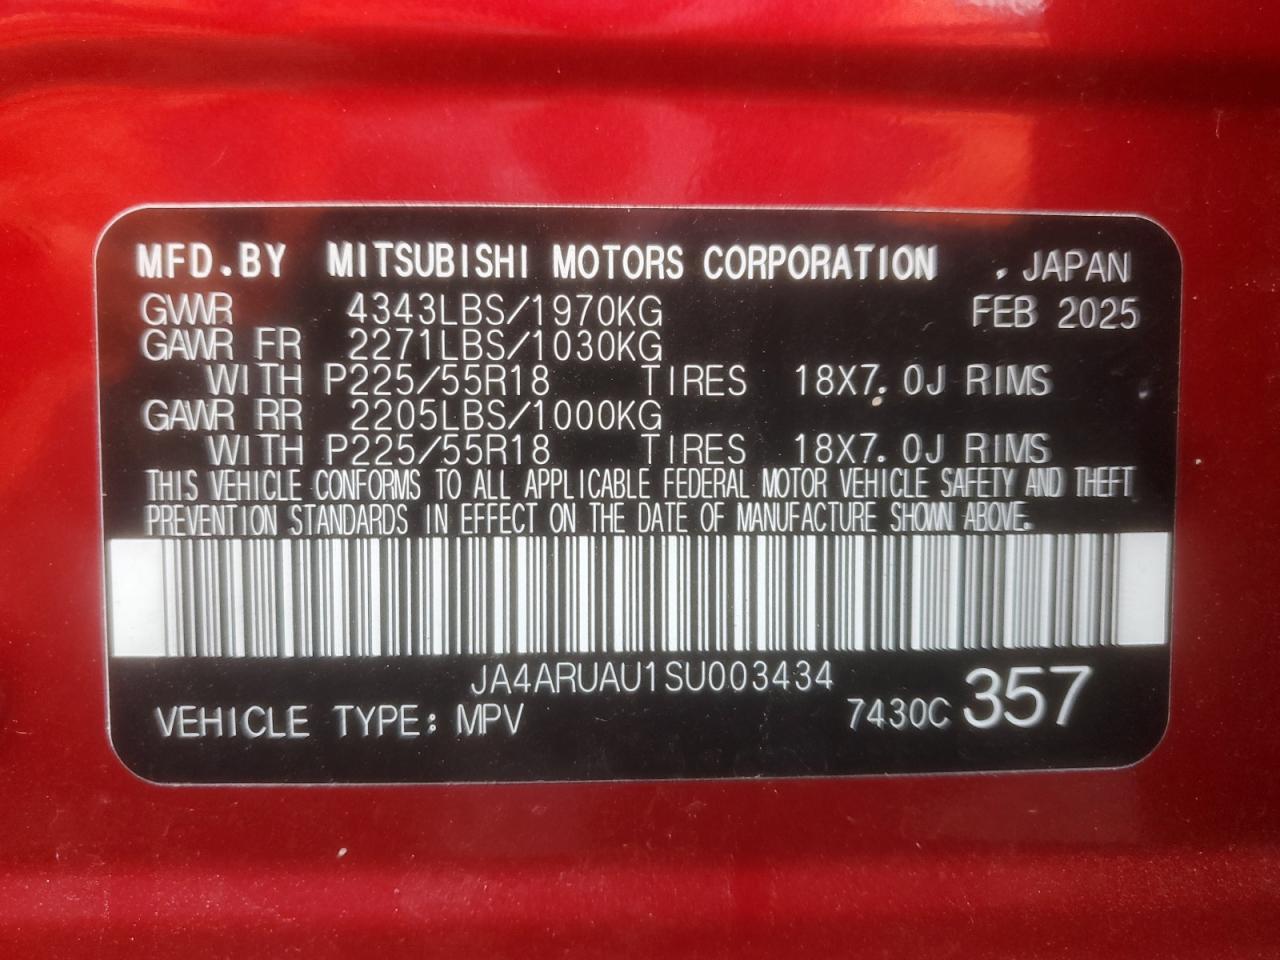 MFD.BY MITSUBISHI MOTORS CORPORATION , JAPAN
GVWR 4343LBS/1970KG FEB 2025
GAWR FR 2271LBS/1030KG
WITH P225/55R18 TIRES 18X7.0J RIMS
GAWR RR 2205LBS/1000KG
WITH P225/55R18 TIRES 18X7.0J RIMS
THIS VEHICLE CONFORMS TO ALL APPLICABLE FEDERAL MOTOR VEHICLE SAFETY AND THEFT
PREVENTION STANDARDS IN EFFECT ON THE DATE OF MANUFACTURE SHOWN ABOVE.
JA4ARUAU1SU003434
VEHICLE TYPE: MPV 7430C 357